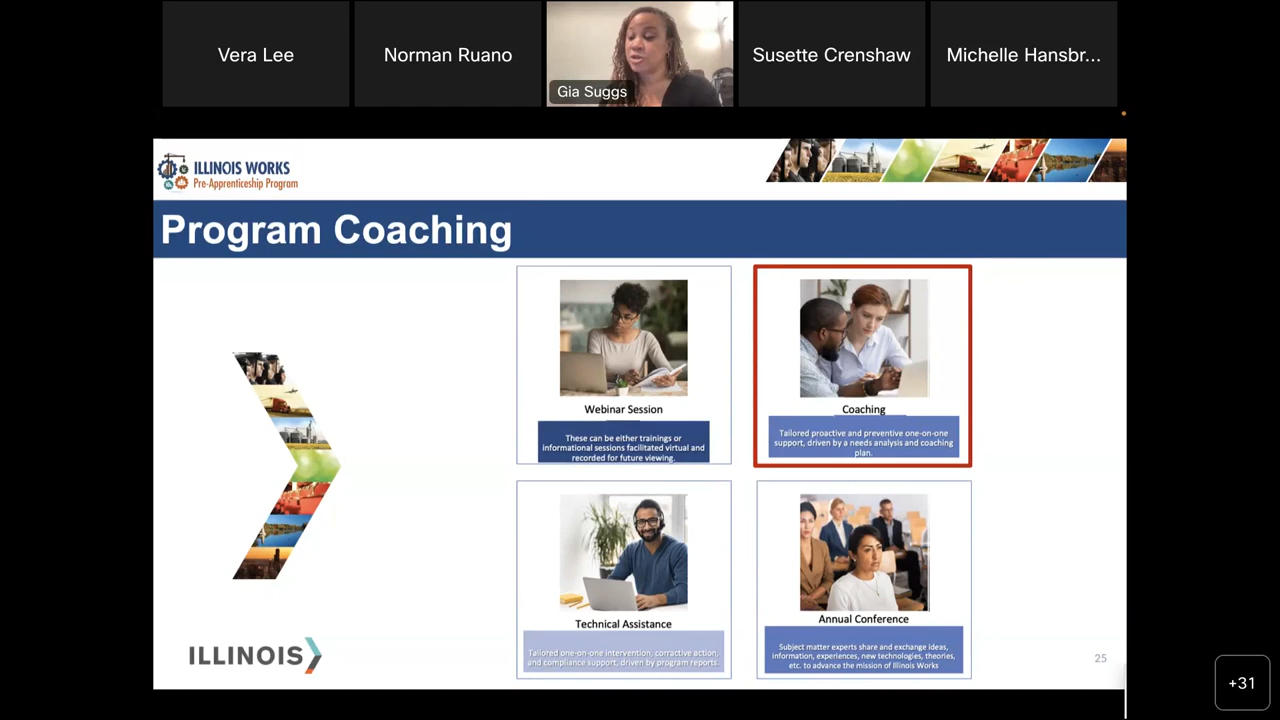 Vera Lee
Norman Ruano
Gia Suggs
Susette Crenshaw
Michelle Hansbr...
ILLINOIS WORKS
Pre-Apprenticeship Program
Program Coaching
Webinar Session
These can be either trainings or
informational sessions facilitated virtual and
recorded for future viewing.
Coaching
Tailored proactive and preventive one-on-one
support, driven by a needs analysis and coaching
plan.
Technical Assistance
Tailored one-on-one intervention, corrective action,
and compliance support, driven by program reports.
Annual Conference
Subject matter experts share and exchange ideas,
information, experiences, new technologies, theories,
etc. to advance the mission of Illinois Works
ILLINOIS
25
+31